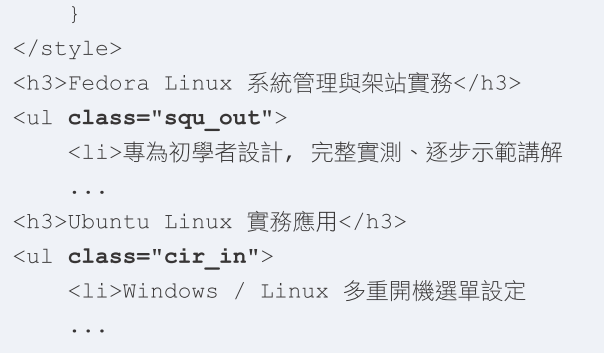 }
</style>
<h3>Fedora Linux 系統管理與架站實務</h3>
<ul class="squ_out">
    <li>專為初學者設計, 完整實測、逐步示範講解
    ...
<h3>Ubuntu Linux 實務應用</h3>
<ul class="cir_in">
    <li>Windows / Linux 多重開機選單設定
    ...